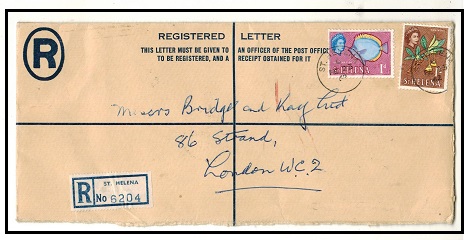 REGISTERED LETTER
THIS LETTER MUST BE GIVEN TO AN OFFICER OF THE POST OFFICE
TO BE REGISTERED, AND A RECEIPT OBTAINED FOR IT
R
ST. HELENA
1d
ST. HELENA
1/-
Messrs Bridger and Kay Ltd
86 Strand,
London W.C.2
ST. HELENA
R No 6204